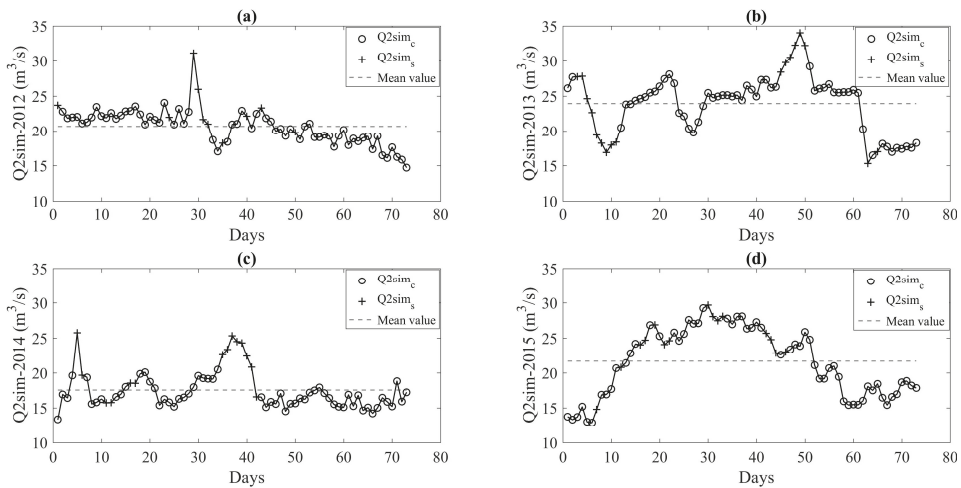 (a)
Q2sim-2012 (m³/s)
35
30
25
20
15
10
0 10 20 30 40 50 60 70 80
Days
Q2sim_c
Q2sim_s
Mean value
(b)
Q2sim-2013 (m³/s)
35
30
25
20
15
10
0 10 20 30 40 50 60 70 80
Days
Q2sim_c
Q2sim_s
Mean value
(c)
Q2sim-2014 (m³/s)
35
30
25
20
15
10
0 10 20 30 40 50 60 70 80
Days
Q2sim_c
Q2sim_s
Mean value
(d)
Q2sim-2015 (m³/s)
35
30
25
20
15
10
0 10 20 30 40 50 60 70 80
Days
Q2sim_c
Q2sim_s
Mean value